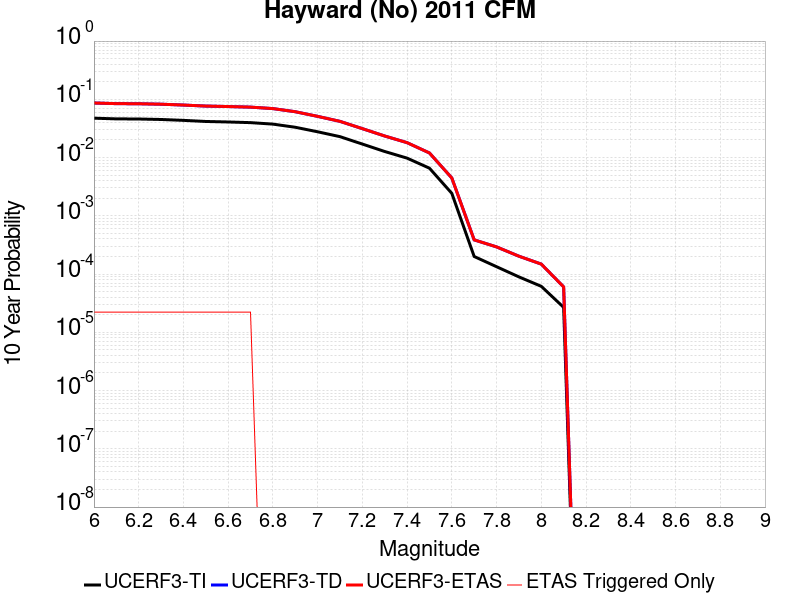 Hayward (No) 2011 CFM
10 0
10 -1
10 -2
10 -3
10 -4
10 -5
10 -6
10 -7
10 -8
10 Year Probability
6 6.2 6.4 6.6 6.8 7 7.2 7.4 7.6 7.8 8 8.2 8.4 8.6 8.8 9
Magnitude
UCERF3-TI UCERF3-TD UCERF3-ETAS ETAS Triggered Only